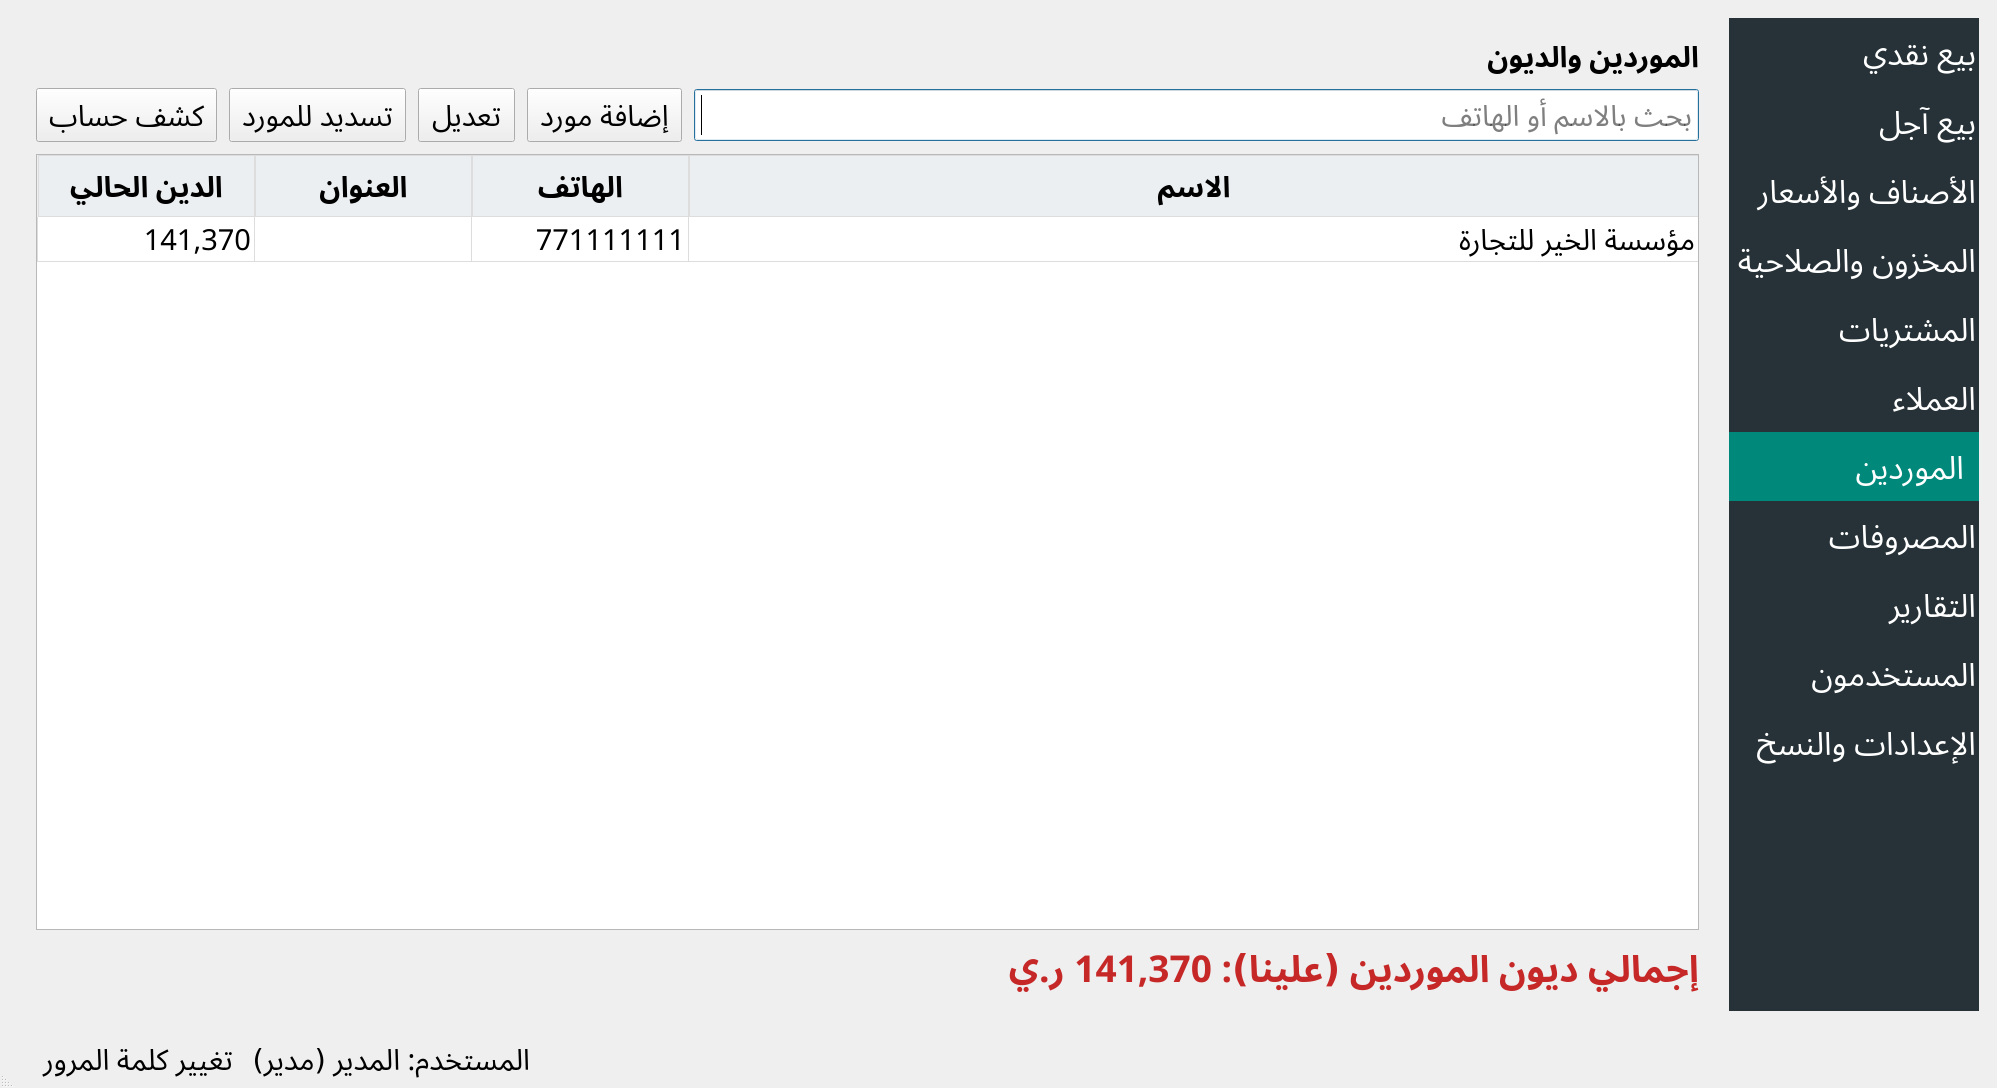 بيع نقدي
بيع آجل
الأصناف والأسعار
المخزون والصلاحية
المشتريات
العملاء
الموردين
المصروفات
التقارير
المستخدمون
الإعدادات والنسخ
الموردين والديون
بحث بالاسم أو الهاتف إضافة مورد تعديل تسديد للمورد كشف حساب
الاسم الهاتف العنوان الدين الحالي
مؤسسة الخير للتجارة 771111111 141,370
إجمالي ديون الموردين (علينا): 141,370 ر.ي
المستخدم: المدير (مدير) تغيير كلمة المرور